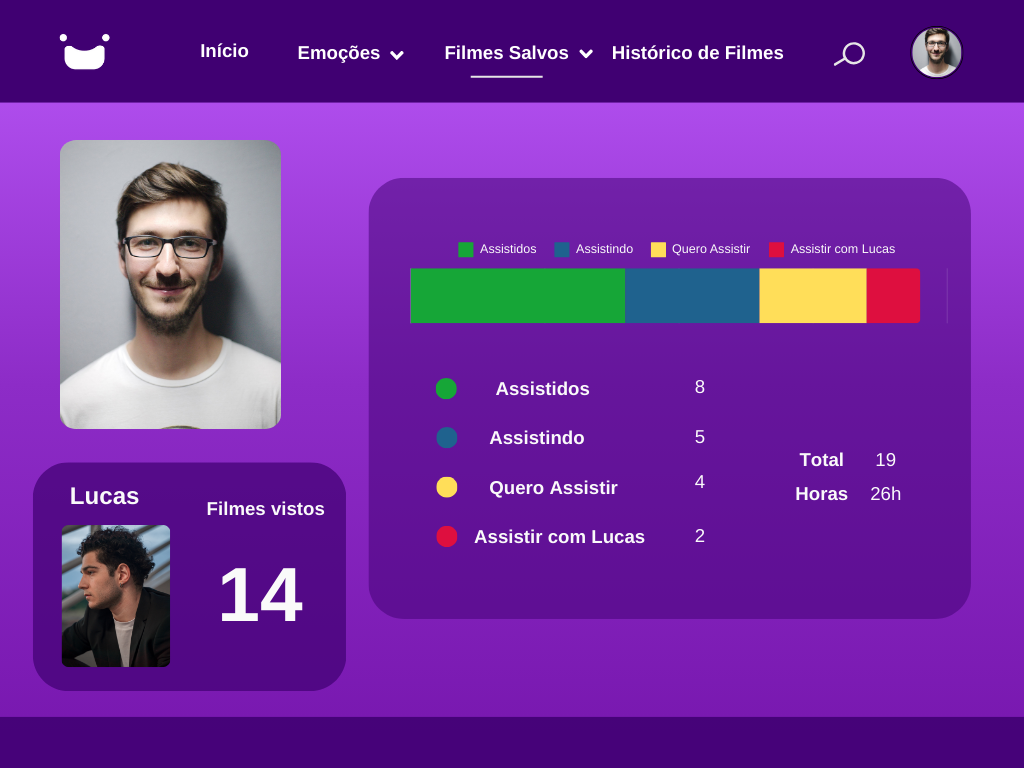 Início
Emoções
Filmes Salvos
Histórico de Filmes
Assistidos
Assistindo
Quero Assistir
Assistir com Lucas
Assistidos 8
Assistindo 5
Quero Assistir 4
Assistir com Lucas 2
Total 19
Horas 26h
Lucas
Filmes vistos
14